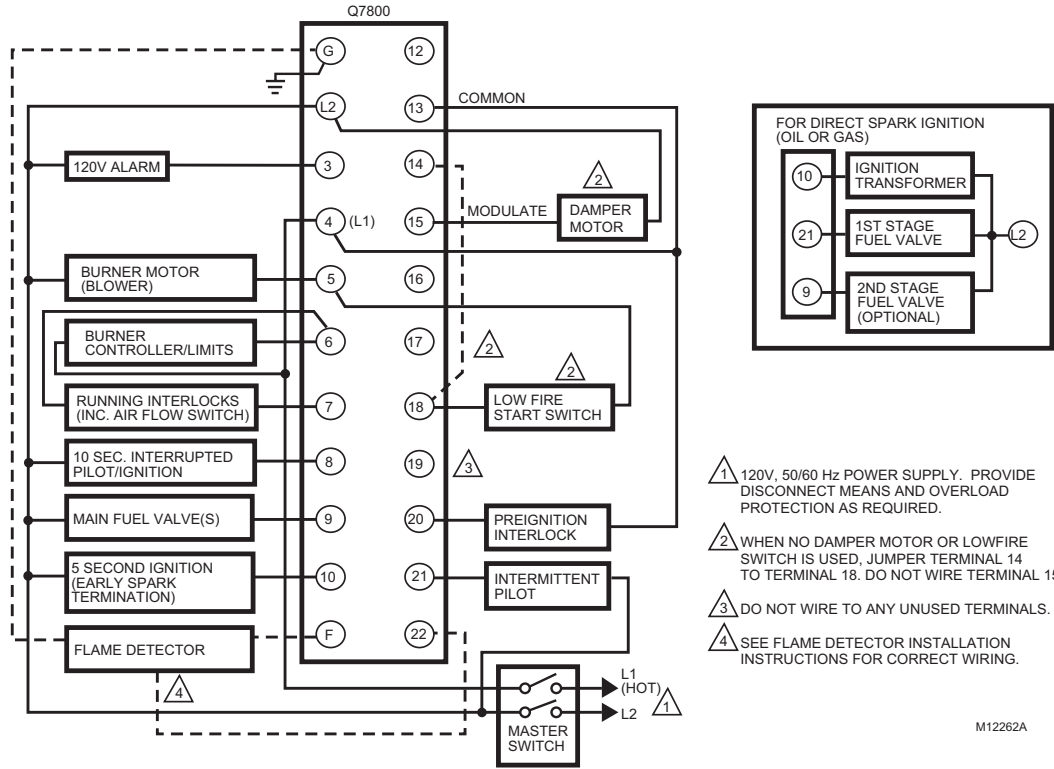 Q7800
G
12
L2
13
COMMON
120V ALARM
3
14
2
4
(L1)
15
MODULATE
DAMPER
MOTOR
BURNER MOTOR
(BLOWER)
5
16
BURNER
CONTROLLER/LIMITS
6
17
2
2
RUNNING INTERLOCKS
(INC. AIR FLOW SWITCH)
7
18
LOW FIRE
START SWITCH
10 SEC. INTERRUPTED
PILOT/IGNITION
8
19
3
MAIN FUEL VALVE(S)
9
20
PREIGNITION
INTERLOCK
5 SECOND IGNITION
(EARLY SPARK
TERMINATION)
10
21
INTERMITTENT
PILOT
FLAME DETECTOR
F
22
4
L1
(HOT)
L2
1
MASTER
SWITCH
FOR DIRECT SPARK IGNITION
(OIL OR GAS)
10
IGNITION
TRANSFORMER
21
1ST STAGE
FUEL VALVE
L2
9
2ND STAGE
FUEL VALVE
(OPTIONAL)
1 120V, 50/60 Hz POWER SUPPLY. PROVIDE
DISCONNECT MEANS AND OVERLOAD
PROTECTION AS REQUIRED.
2 WHEN NO DAMPER MOTOR OR LOWFIRE
SWITCH IS USED, JUMPER TERMINAL 14
TO TERMINAL 18. DO NOT WIRE TERMINAL 15
3 DO NOT WIRE TO ANY UNUSED TERMINALS.
4 SEE FLAME DETECTOR INSTALLATION
INSTRUCTIONS FOR CORRECT WIRING.
M12262A